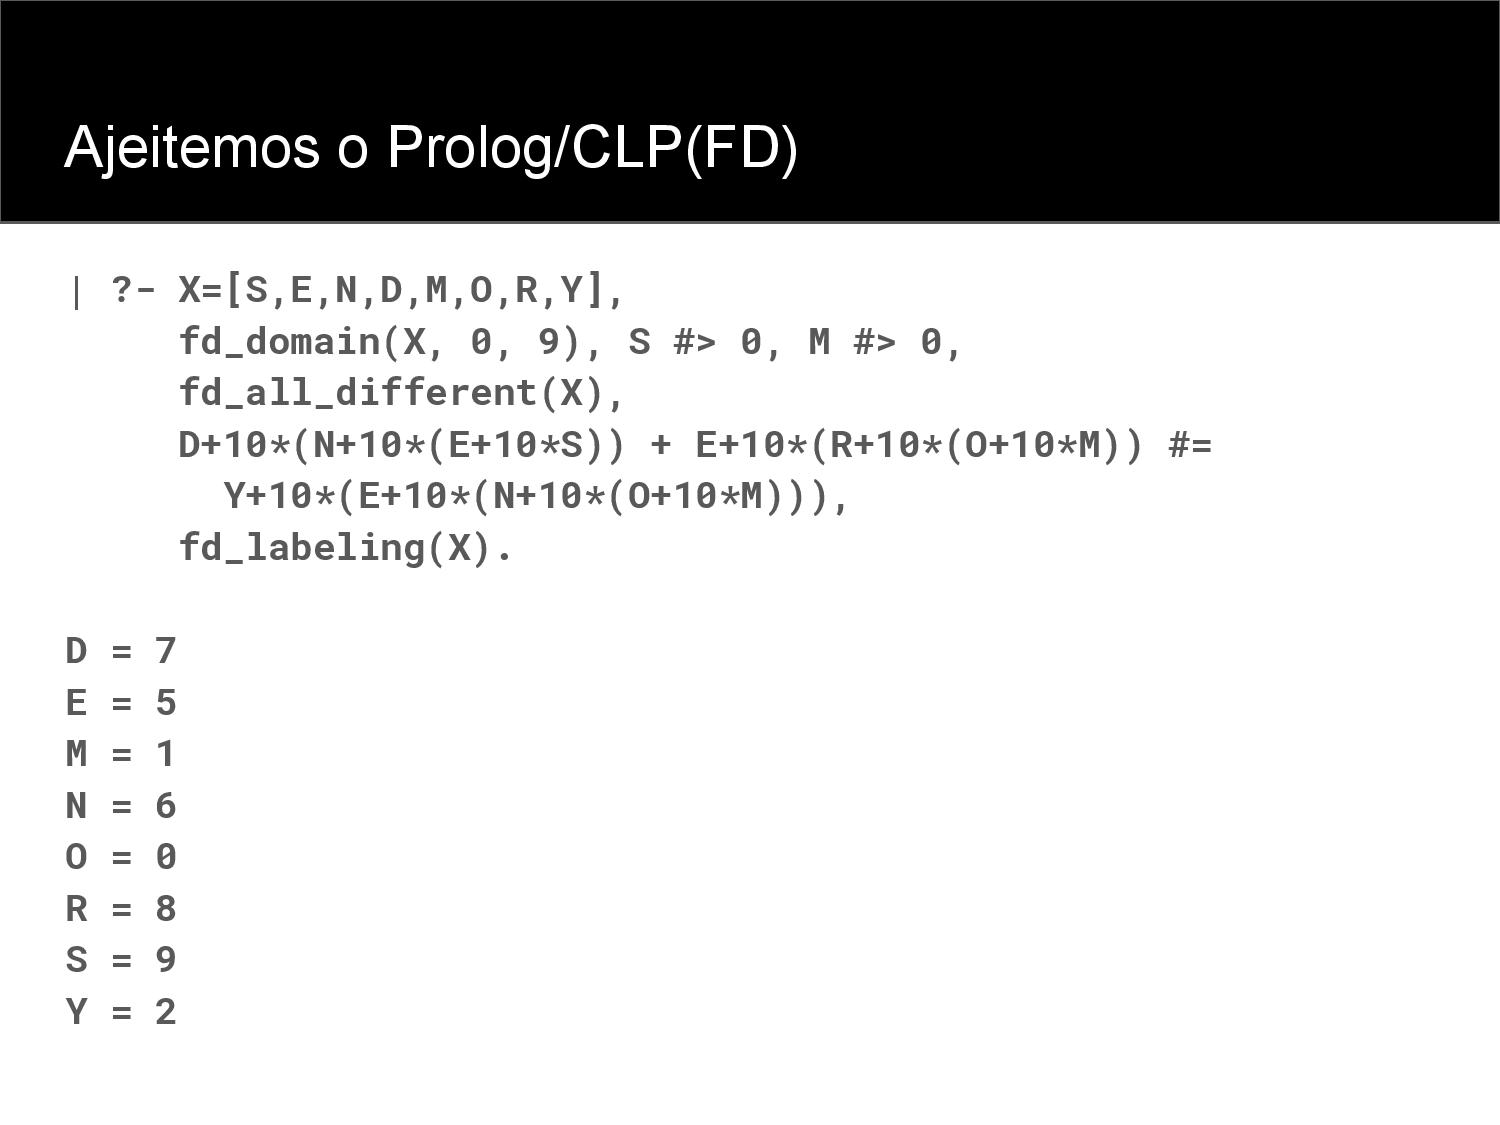 Ajeitemos o Prolog/CLP(FD)
| ?- X=[S,E,N,D,M,O,R,Y],
fd_domain(X, 0, 9), S #> 0, M #> 0,
fd_all_different(X),
D+10*(N+10*(E+10*S)) + E+10*(R+10*(O+10*M)) #=
Y+10*(E+10*(N+10*(O+10*M))),
fd_labeling(X).
D = 7
E = 5
M = 1
N = 6
O = 0
R = 8
S = 9
Y = 2